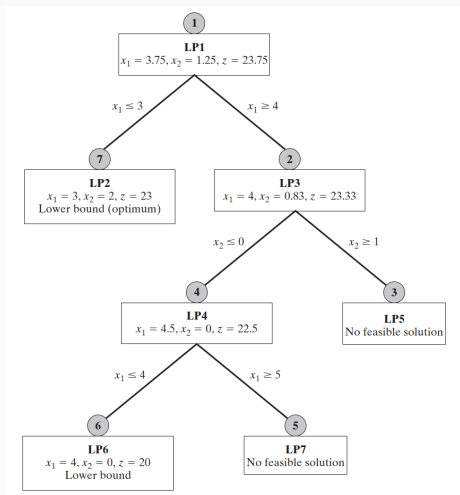 1
LP1
x₁ = 3.75, x₂ = 1.25, z = 23.75
x₁ ≤ 3
x₁ ≥ 4
7
LP2
x₁ = 3, x₂ = 2, z = 23
Lower bound (optimum)
2
LP3
x₁ = 4, x₂ = 0.83, z = 23.33
x₂ ≤ 0
x₂ ≥ 1
4
LP4
x₁ = 4.5, x₂ = 0, z = 22.5
3
LP5
No feasible solution
x₁ ≤ 4
x₁ ≥ 5
6
LP6
x₁ = 4, x₂ = 0, z = 20
Lower bound
5
LP7
No feasible solution